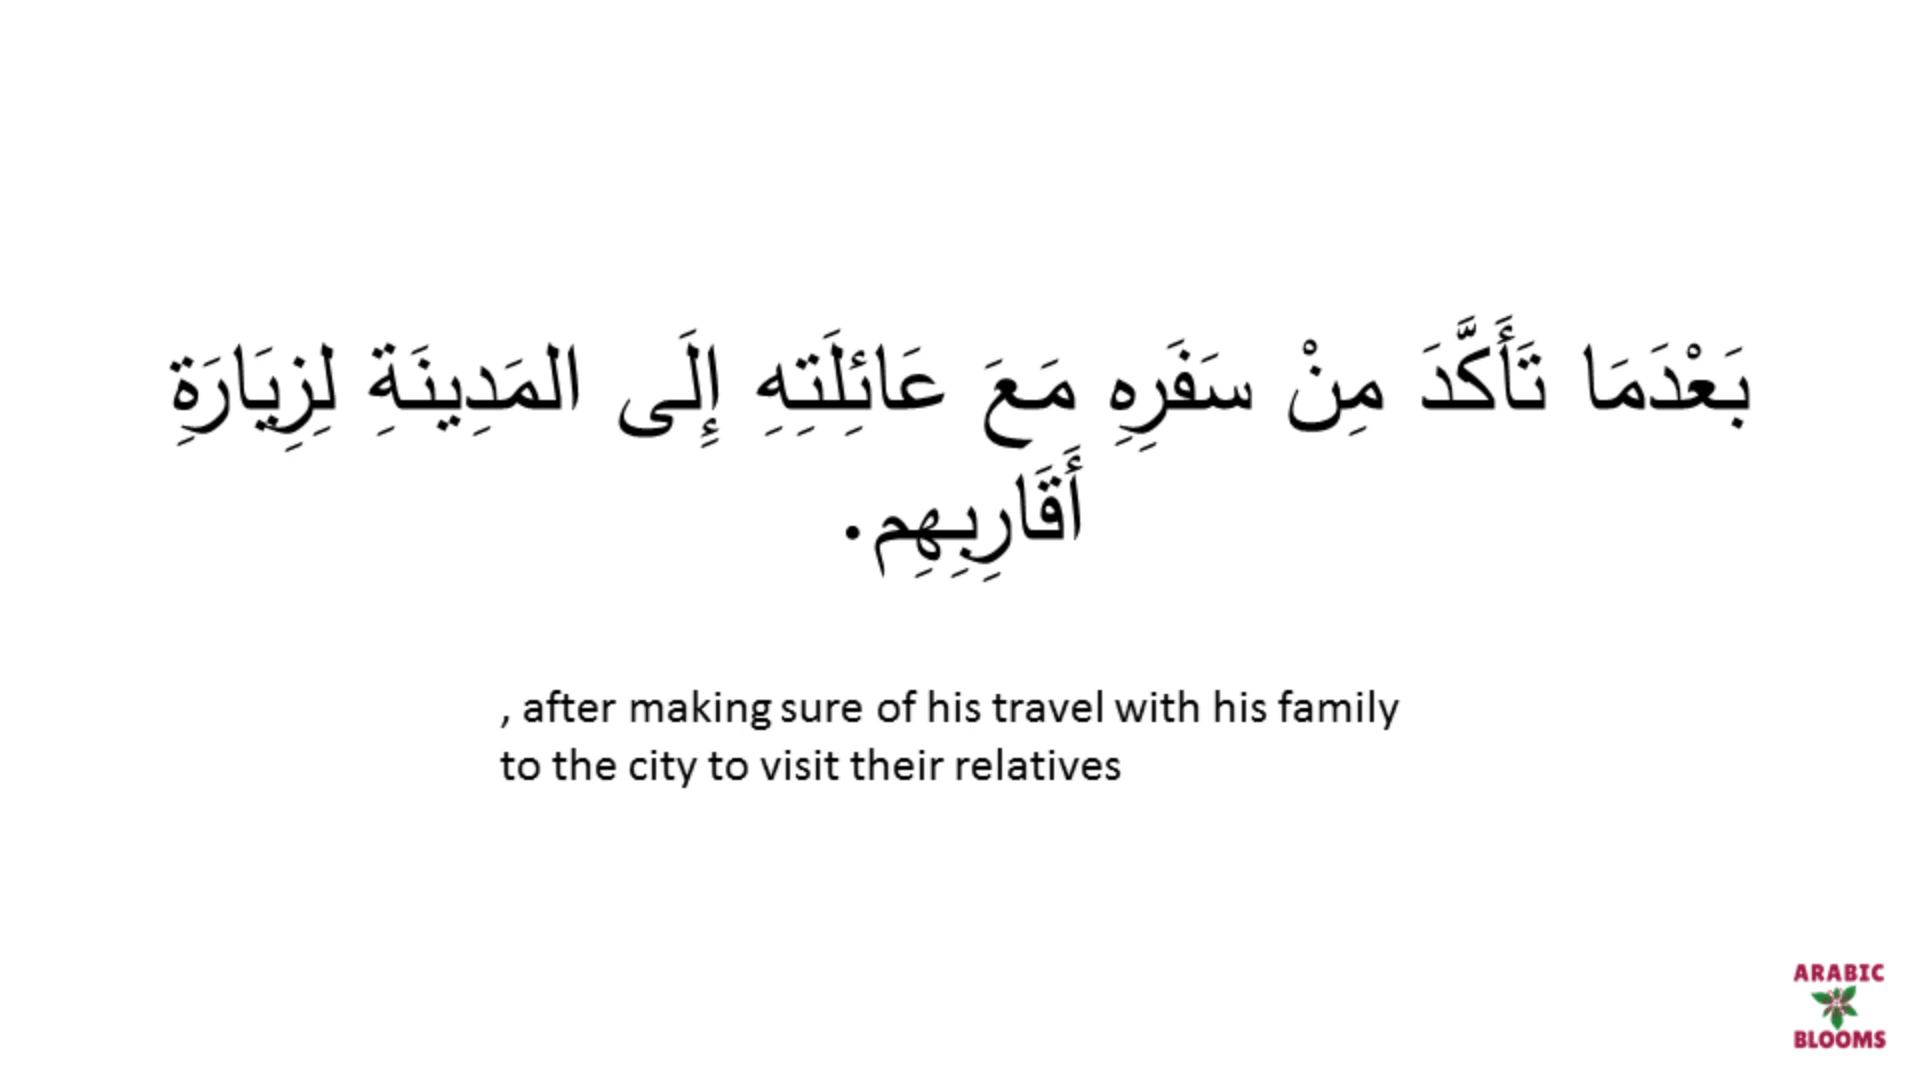 بَعْدَمَا تَأَكَّدَ مِنْ سَفَرِهِ مَعَ عَائِلَتِهِ إِلَى المَدِينَةِ لِزِيَارَةِ
أَقَارِبِهِم.
, after making sure of his travel with his family
to the city to visit their relatives
ARABIC
BLOOMS